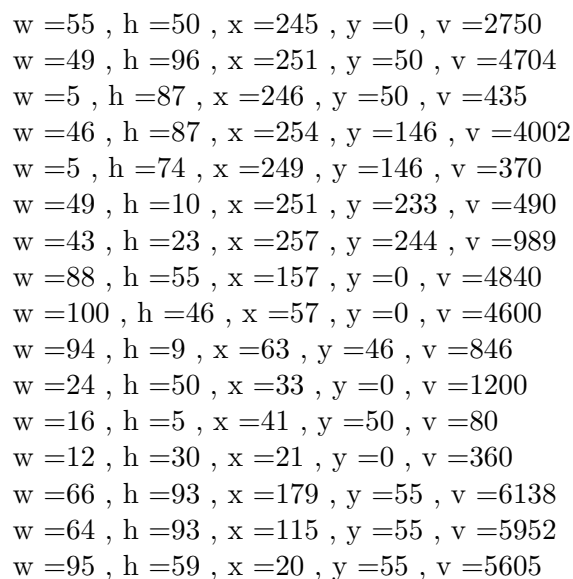 w =55 , h =50 , x =245 , y =0 , v =2750
w =49 , h =96 , x =251 , y =50 , v =4704
w =5 , h =87 , x =246 , y =50 , v =435
w =46 , h =87 , x =254 , y =146 , v =4002
w =5 , h =74 , x =249 , y =146 , v =370
w =49 , h =10 , x =251 , y =233 , v =490
w =43 , h =23 , x =257 , y =244 , v =989
w =88 , h =55 , x =157 , y =0 , v =4840
w =100 , h =46 , x =57 , y =0 , v =4600
w =94 , h =9 , x =63 , y =46 , v =846
w =24 , h =50 , x =33 , y =0 , v =1200
w =16 , h =5 , x =41 , y =50 , v =80
w =12 , h =30 , x =21 , y =0 , v =360
w =66 , h =93 , x =179 , y =55 , v =6138
w =64 , h =93 , x =115 , y =55 , v =5952
w =95 , h =59 , x =20 , y =55 , v =5605